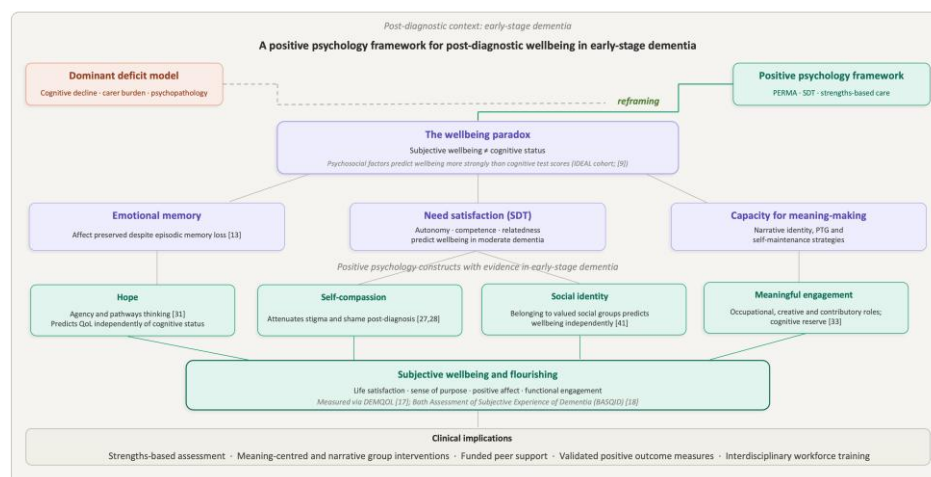 Post-diagnostic context: early-stage dementia
A positive psychology framework for post-diagnostic wellbeing in early-stage dementia
Dominant deficit model
Cognitive decline · carer burden · psychopathology
Positive psychology framework
PERMA · SDT · strengths-based care
reframing
The wellbeing paradox
Subjective wellbeing ≠ cognitive status
Psychosocial factors predict wellbeing more strongly than cognitive test scores (IDEAL cohort; [9])
Emotional memory
Affect preserved despite episodic memory loss [13]
Need satisfaction (SDT)
Autonomy · competence · relatedness
predict wellbeing in moderate dementia
Capacity for meaning-making
Narrative identity, PTG and
self-maintenance strategies
Positive psychology constructs with evidence in early-stage dementia
Hope
Agency and pathways thinking [31]
Predicts QoL independently of cognitive status
Self-compassion
Attenuates stigma and shame post-diagnosis [27,28]
Social identity
Belonging to valued social groups predicts
wellbeing independently [41]
Meaningful engagement
Occupational, creative and contributory roles;
cognitive reserve [33]
Subjective wellbeing and flourishing
Life satisfaction · sense of purpose · positive affect · functional engagement
Measured via DEMQOL [17]; Bath Assessment of Subjective Experience of Dementia (BASQID) [18]
Clinical implications
Strengths-based assessment · Meaning-centred and narrative group interventions · Funded peer support · Validated positive outcome measures · Interdisciplinary workforce training